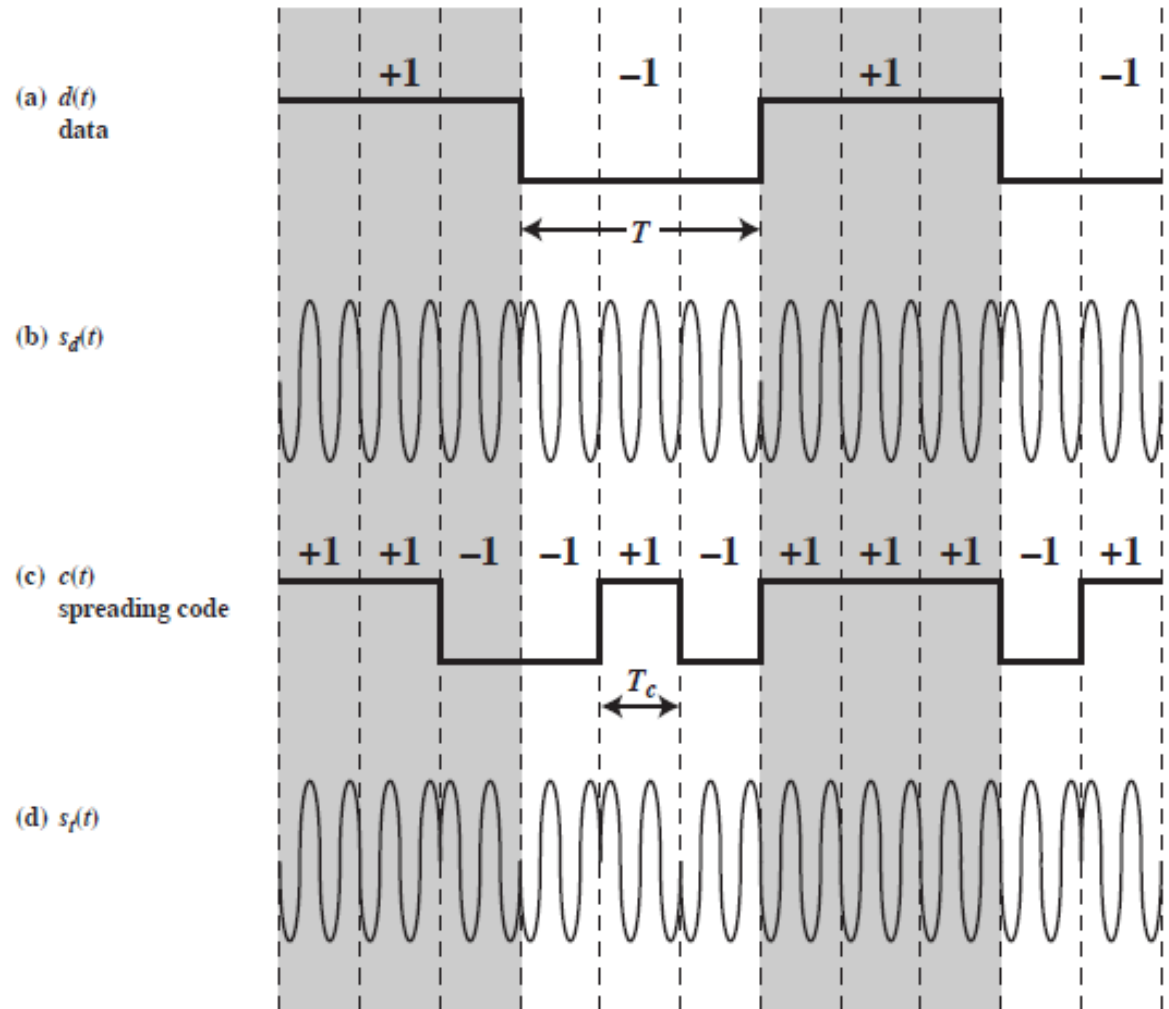 +1 −1 +1 −1
(a) d(t)
data
T
(b) s_d(t)
+1 +1 −1 −1 +1 −1 +1 +1 +1 −1 +1
(c) c(t)
spreading code
T_c
(d) s_t(t)